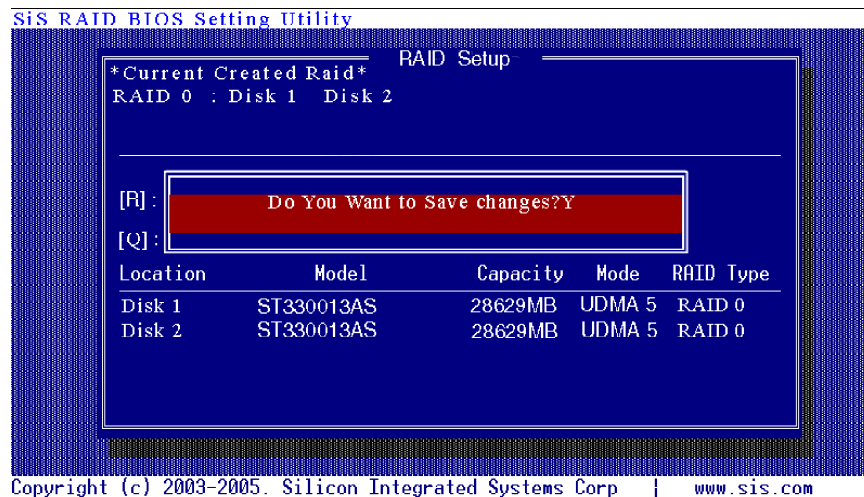 SiS RAID BIOS Setting Utility
RAID Setup
*Current Created Raid*
RAID 0 : Disk 1 Disk 2
[R] :
Do You Want to Save changes?Y
[Q] :
Location Model Capacity Mode RAID Type
Disk 1 ST330013AS 28629MB UDMA 5 RAID 0
Disk 2 ST330013AS 28629MB UDMA 5 RAID 0
Copyright (c) 2003-2005. Silicon Integrated Systems Corp | www.sis.com